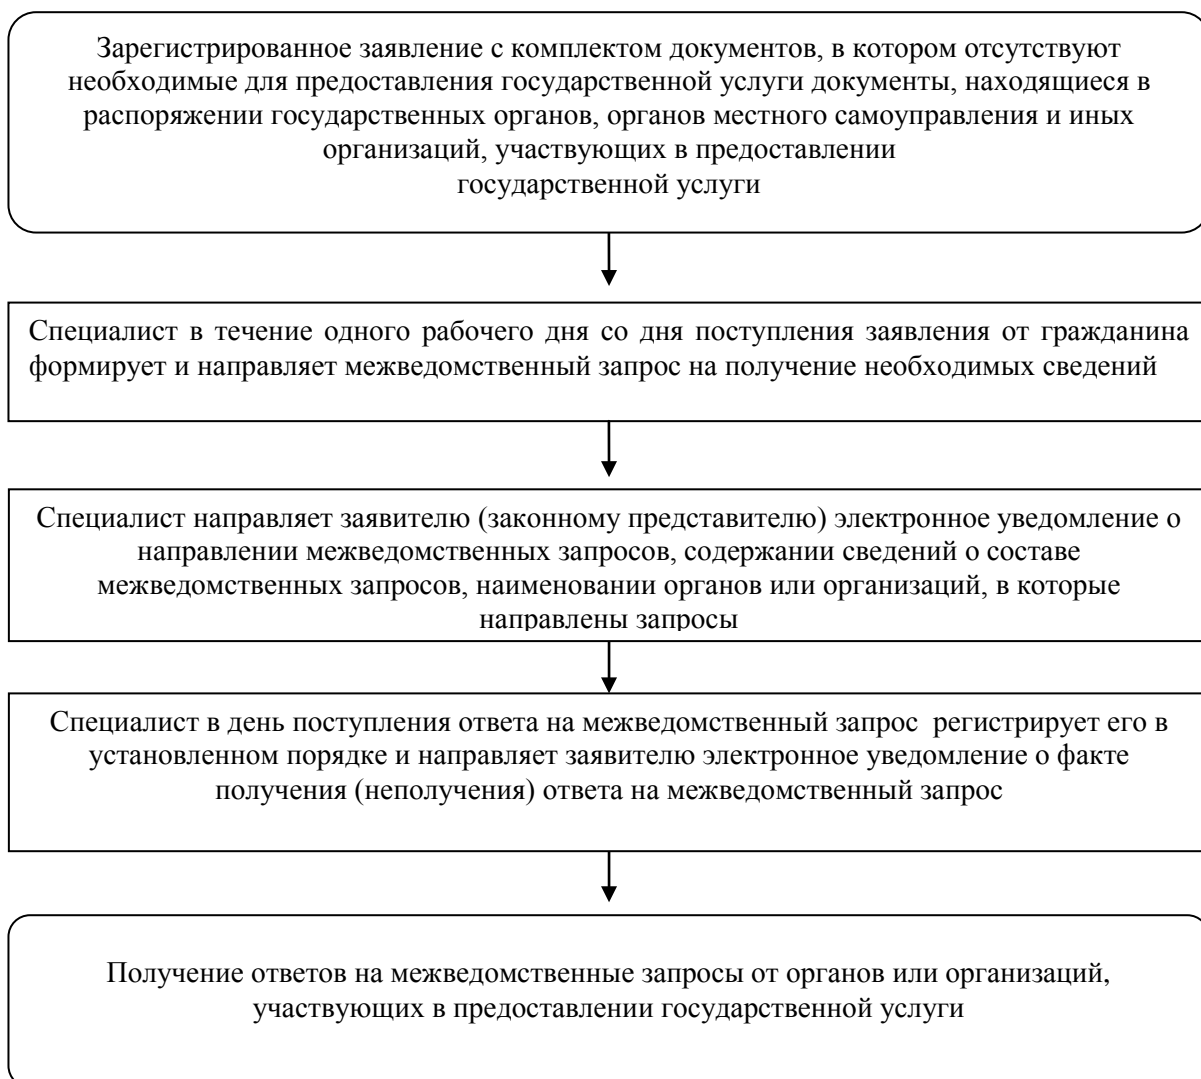 Зарегистрированное заявление с комплектом документов, в котором отсутствуют
необходимые для предоставления государственной услуги документы, находящиеся в
распоряжении государственных органов, органов местного самоуправления и иных
организаций, участвующих в предоставлении
государственной услуги
Специалист в течение одного рабочего дня со дня поступления заявления от гражданина
формирует и направляет межведомственный запрос на получение необходимых сведений
Специалист направляет заявителю (законному представителю) электронное уведомление о
направлении межведомственных запросов, содержании сведений о составе
межведомственных запросов, наименовании органов или организаций, в которые
направлены запросы
Специалист в день поступления ответа на межведомственный запрос регистрирует его в
установленном порядке и направляет заявителю электронное уведомление о факте
получения (неполучения) ответа на межведомственный запрос
Получение ответов на межведомственные запросы от органов или организаций,
участвующих в предоставлении государственной услуги